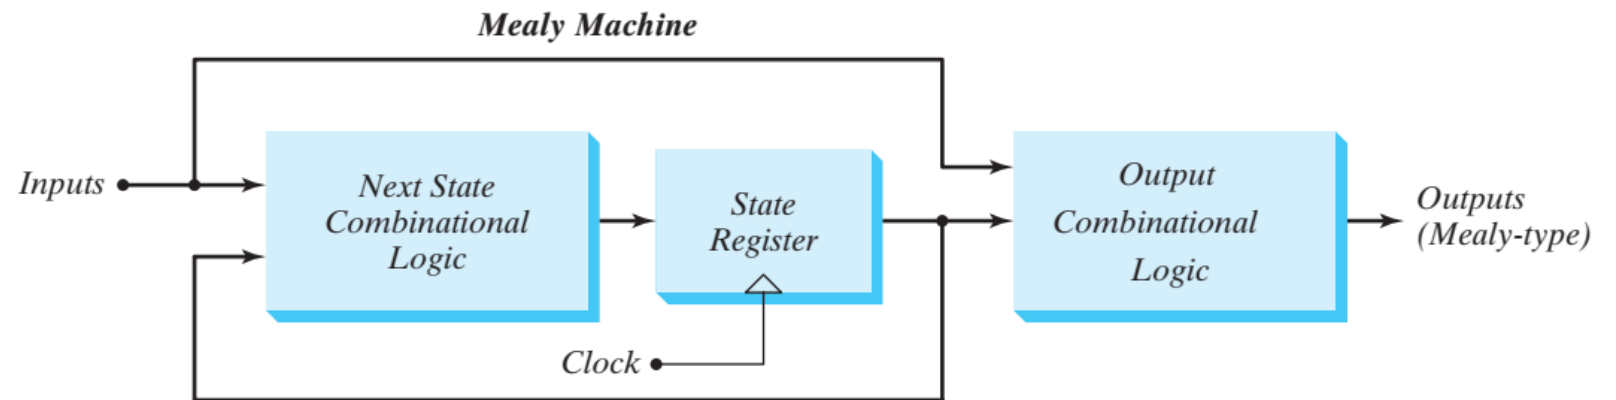 Mealy Machine
Inputs
Next State
Combinational
Logic
State
Register
Clock
Output
Combinational
Logic
Outputs
(Mealy-type)